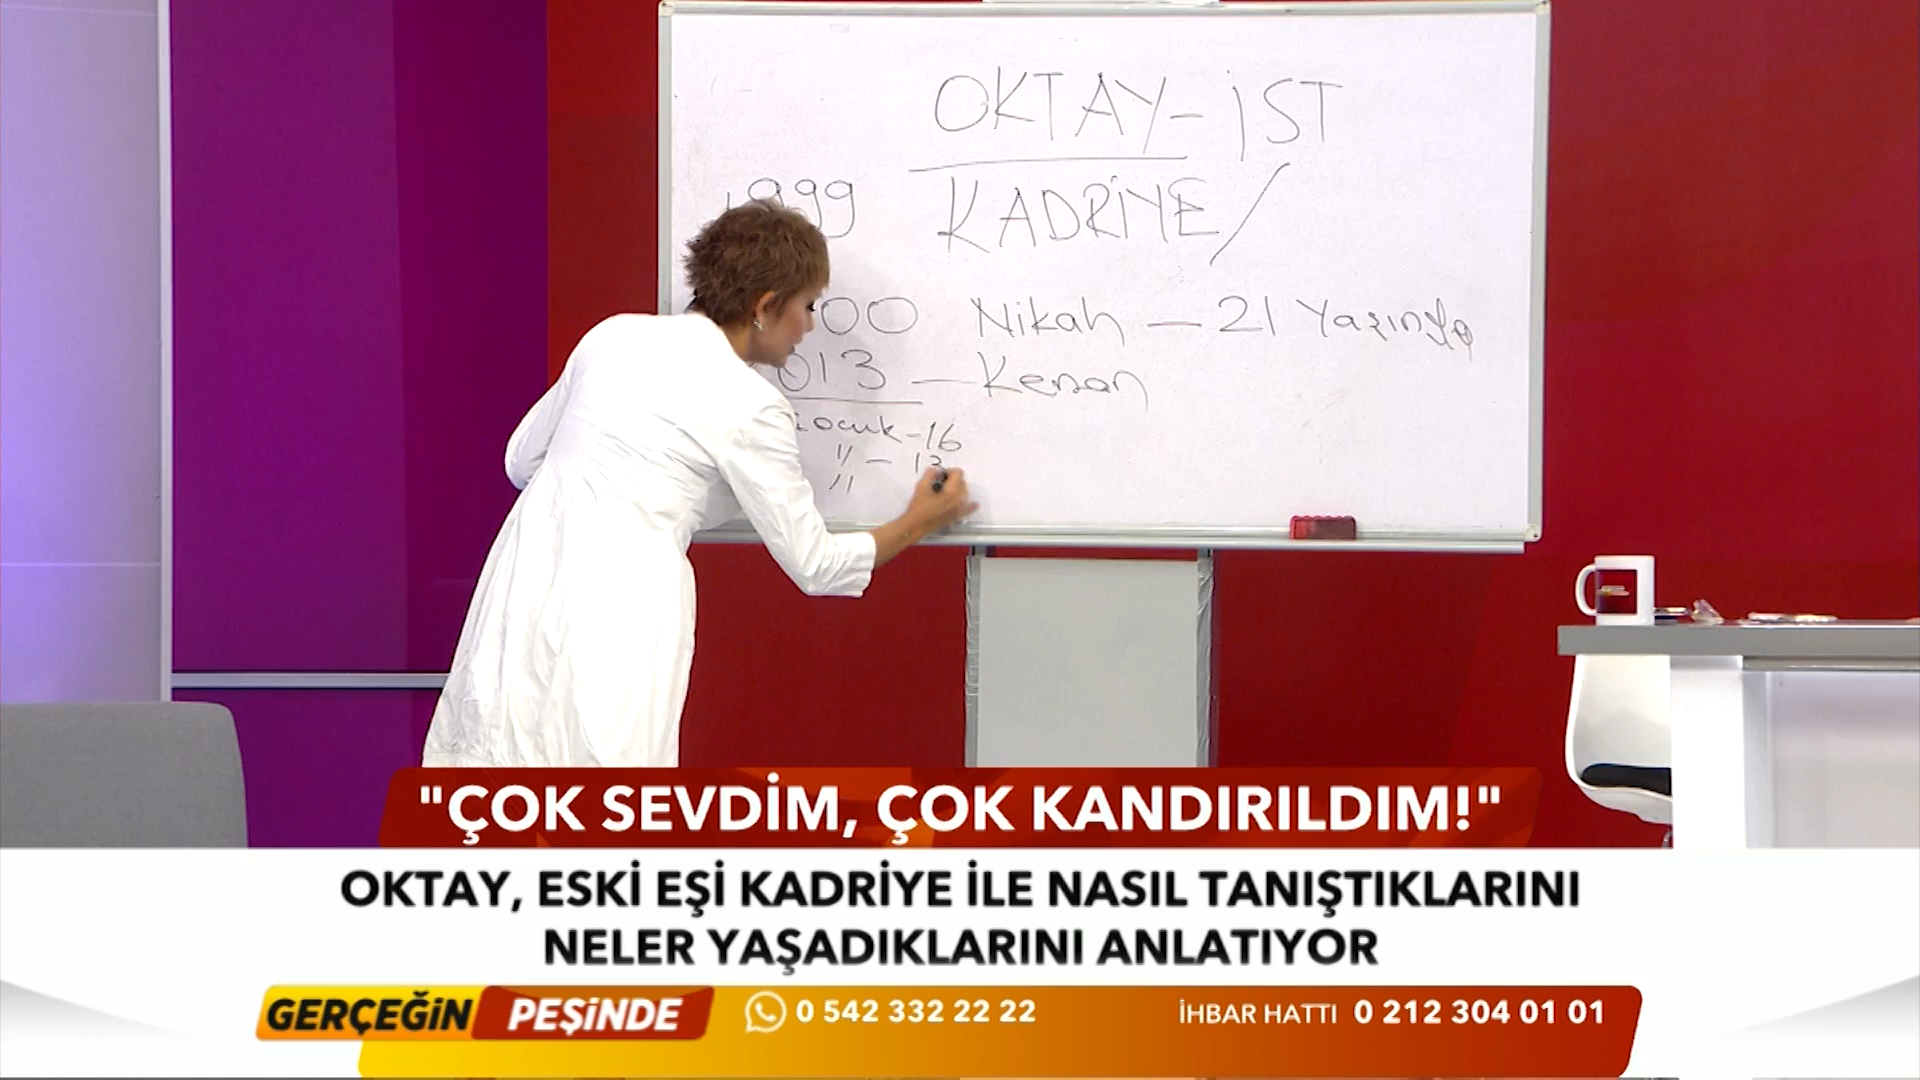 OKTAY - İST
1999 KADRİYE /
00 Nikah - 21 Yaşında
013 - Kenan
Çocuk - 16
" - 13
"
"ÇOK SEVDİM, ÇOK KANDIRILDIM!"
OKTAY, ESKİ EŞİ KADRİYE İLE NASIL TANIŞTIKLARINI
NELER YAŞADIKLARINI ANLATIYOR
GERÇEĞİN PEŞİNDE 0 542 332 22 22 İHBAR HATTI 0 212 304 01 01